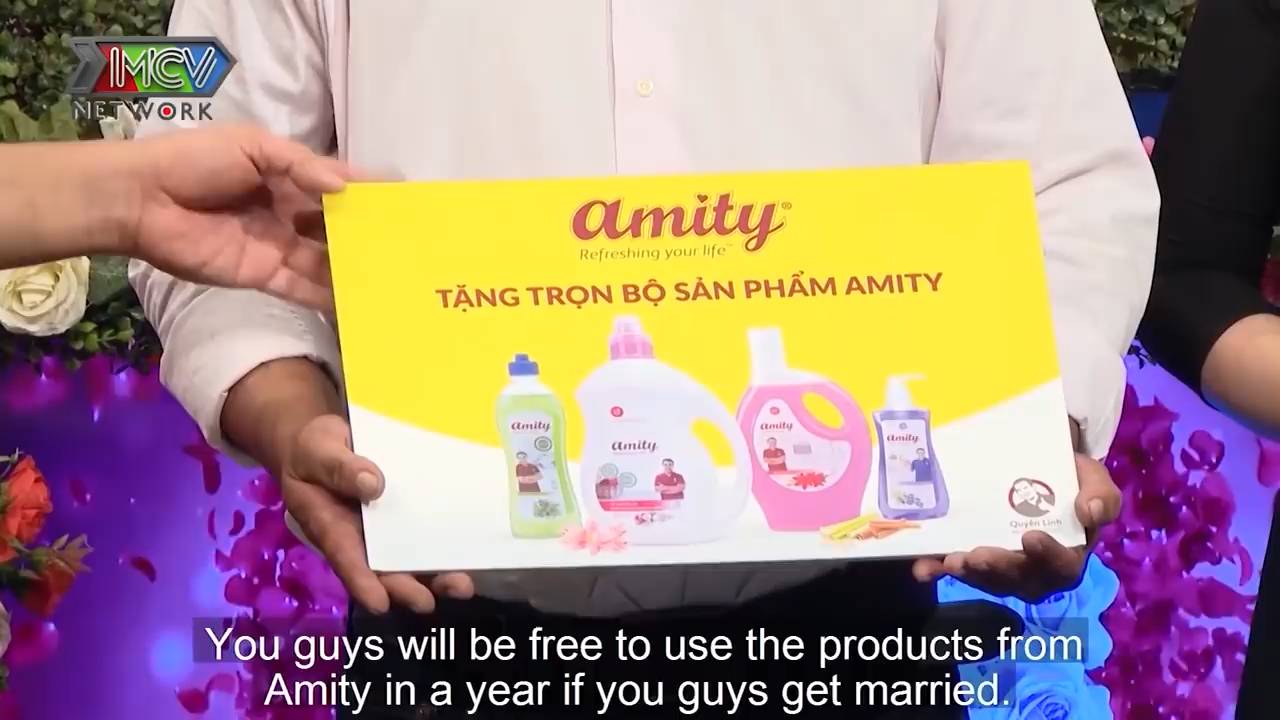 MCV
NETWORK
amity®
Refreshing your life™
TẶNG TRỌN BỘ SẢN PHẨM AMITY
amity
amity
amity
amity
Quyền Linh
You guys will be free to use the products from
Amity in a year if you guys get married.